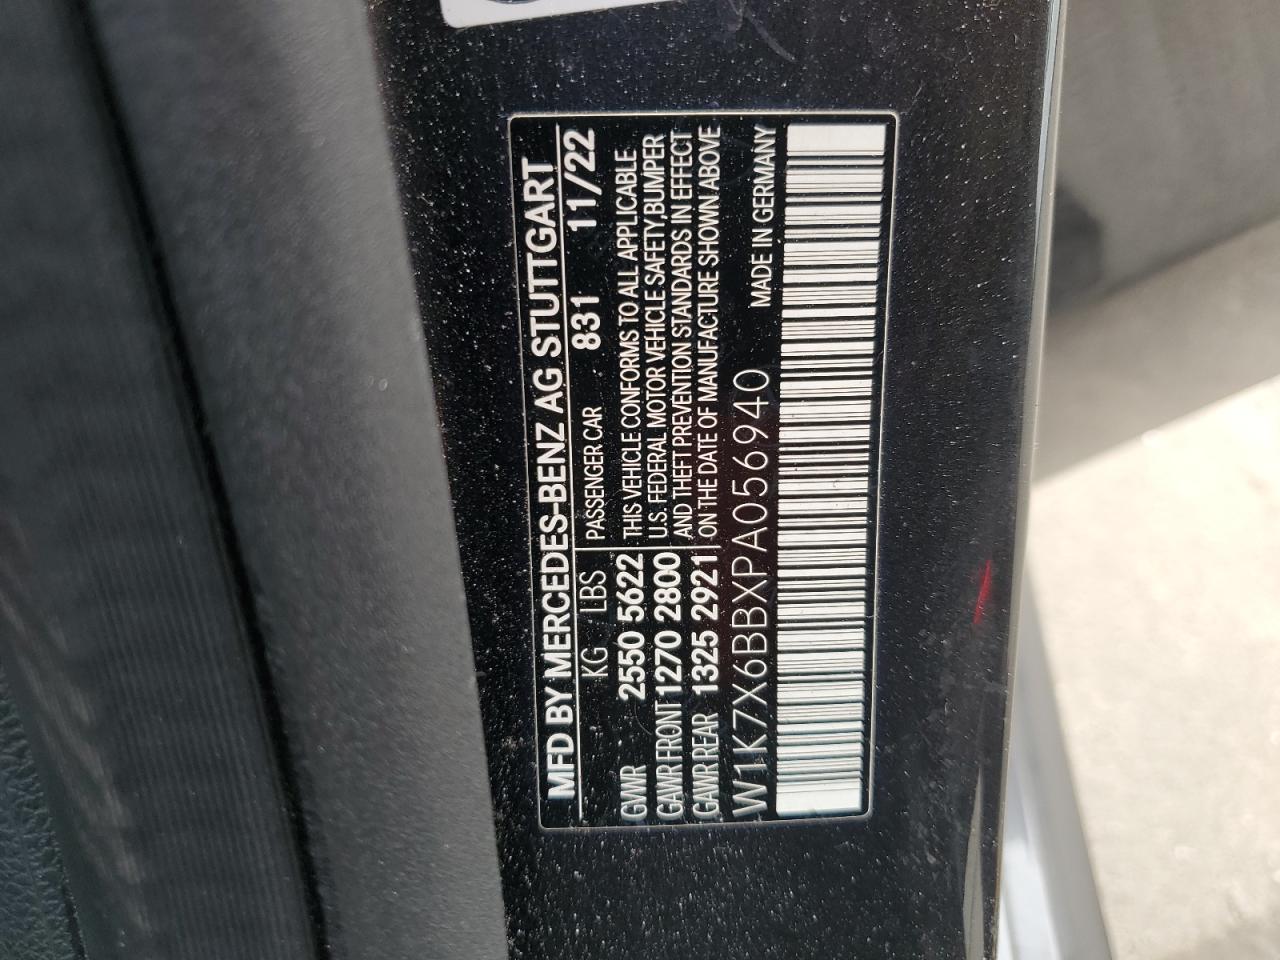 MFD BY MERCEDES-BENZ AG STUTTGART
KG LBS PASSENGER CAR 831 11/22
GVWR 2550 5622 THIS VEHICLE CONFORMS TO ALL APPLICABLE
GAWR FRONT 1270 2800 U.S. FEDERAL MOTOR VEHICLE SAFETY,BUMPER
GAWR REAR 1325 2921 AND THEFT PREVENTION STANDARDS IN EFFECT
ON THE DATE OF MANUFACTURE SHOWN ABOVE
W1K7X6BBXPA056940 MADE IN GERMANY